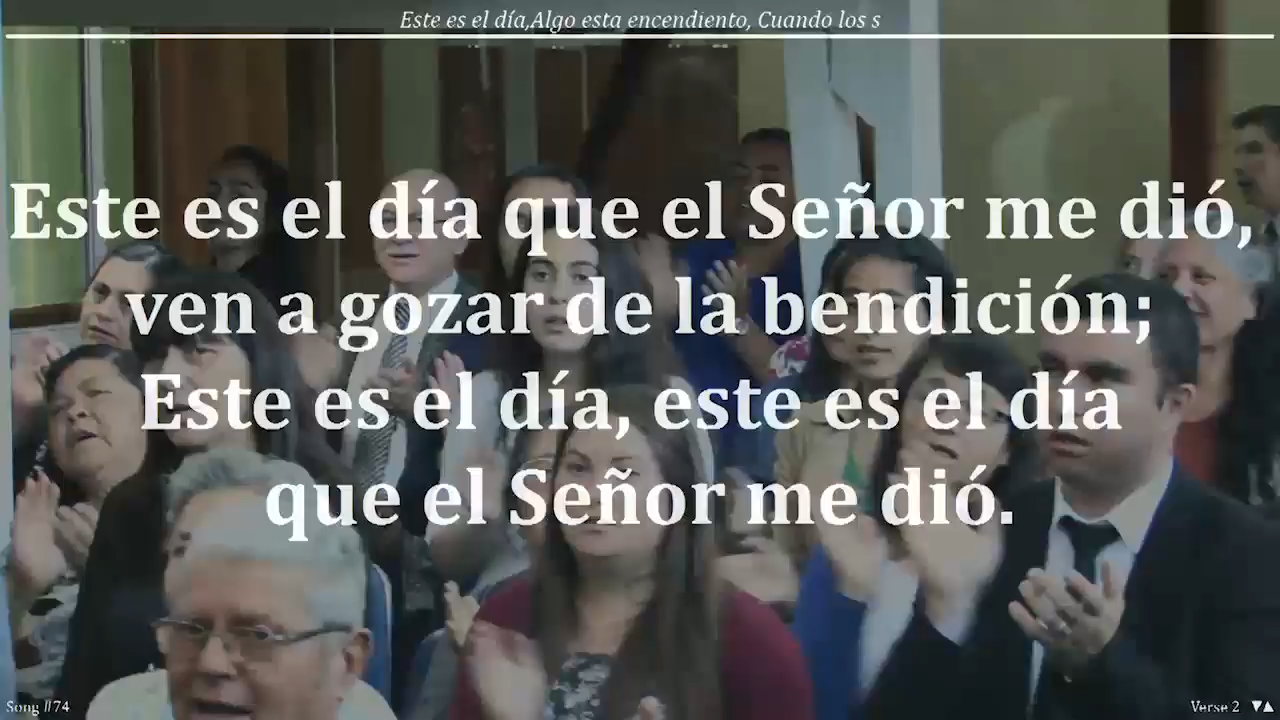 Este es el día,Algo esta encendiento, Cuando los s
Este es el día que el Señor me dió,
ven a gozar de la bendición;
Este es el día, este es el día
que el Señor me dió.
Song #74
Verse 2 ▼▲